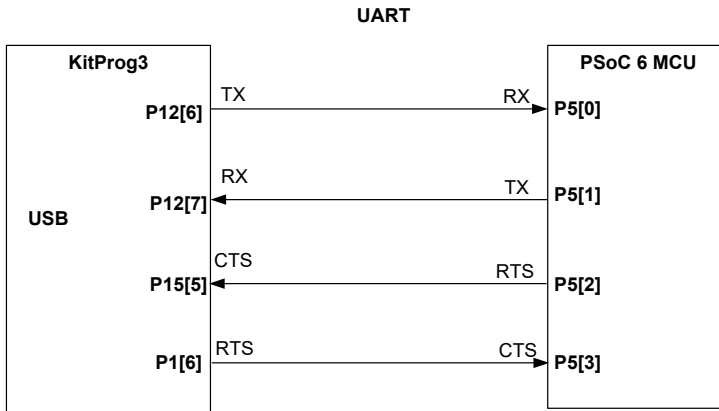 UART
KitProg3
PSoC 6 MCU
TX
RX
P12[6]
P5[0]
RX
TX
P12[7]
P5[1]
USB
CTS
RTS
P15[5]
P5[2]
RTS
CTS
P1[6]
P5[3]